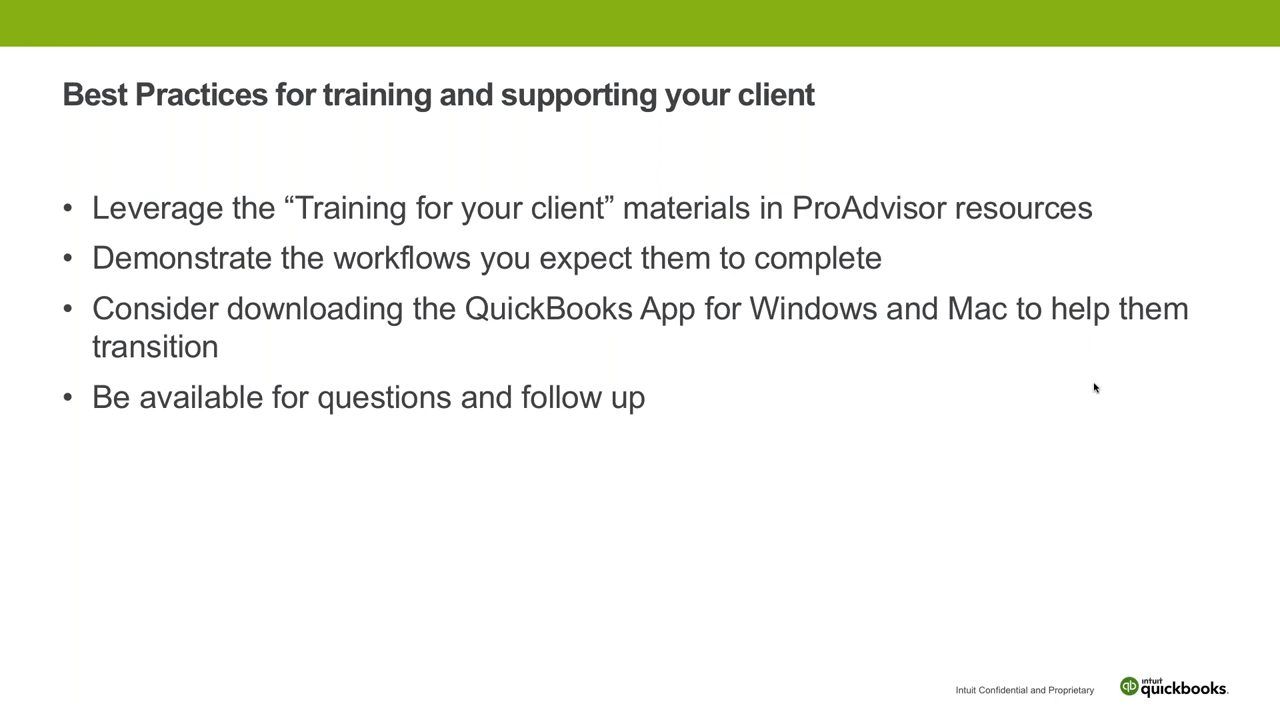 Best Practices for training and supporting your client
• Leverage the “Training for your client” materials in ProAdvisor resources
• Demonstrate the workflows you expect them to complete
• Consider downloading the QuickBooks App for Windows and Mac to help them
transition
• Be available for questions and follow up
Intuit Confidential and Proprietary
qb
intuit
quickbooks.